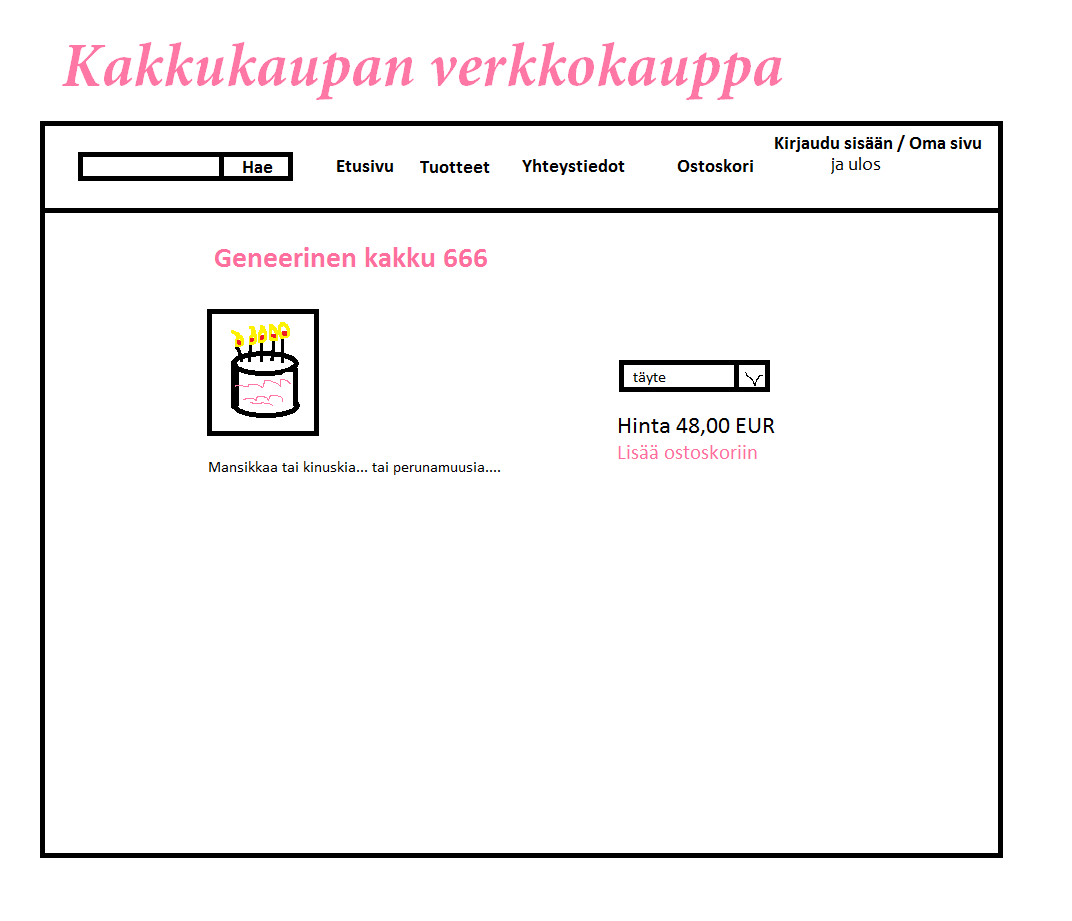 Kakkukaupan verkkokauppa
Hae Etusivu Tuotteet Yhteystiedot Ostoskori Kirjaudu sisään / Oma sivu
ja ulos
Geneerinen kakku 666
täyte
Hinta 48,00 EUR
Lisää ostoskoriin
Mansikkaa tai kinuskia... tai perunamuusia....